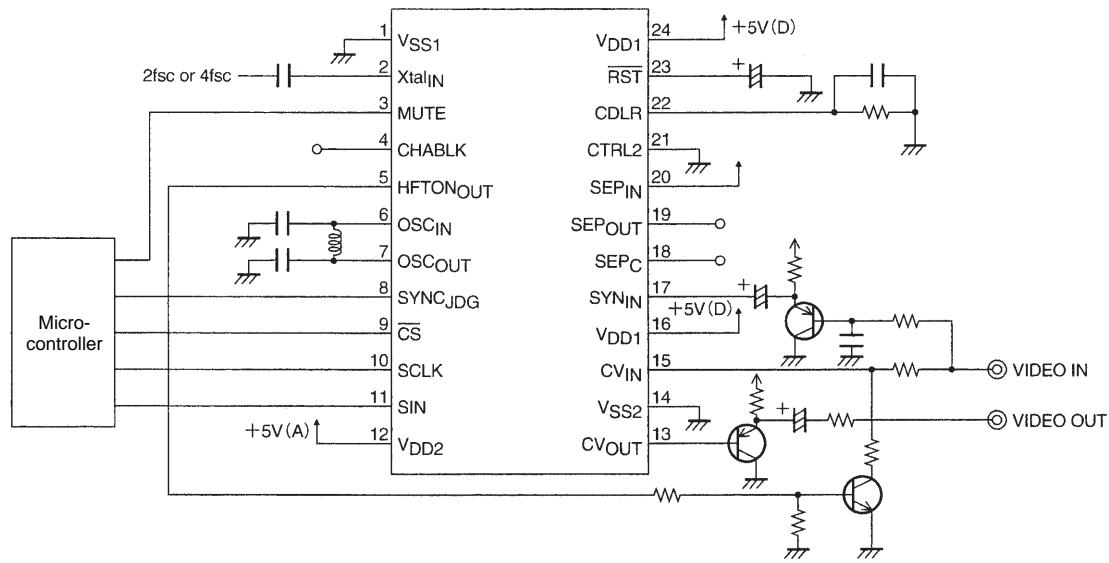 1 VSS1
2fsc or 4fsc 2 XtalIN
3 MUTE
4 CHABLK
5 HFTONOUT
6 OSCIN
7 OSCOUT
8 SYNCJDG
9 CS
10 SCLK
11 SIN
+5V(A) 12 VDD2
Micro-
controller
VDD1 24 +5V(D)
RST 23 +
CDLR 22
CTRL2 21
SEPIN 20
SEPOUT 19
SEPC 18
SYNIN 17 +
+5V(D)
VDD1 16
CVIN 15 VIDEO IN
VSS2 14
+ VIDEO OUT
CVOUT 13